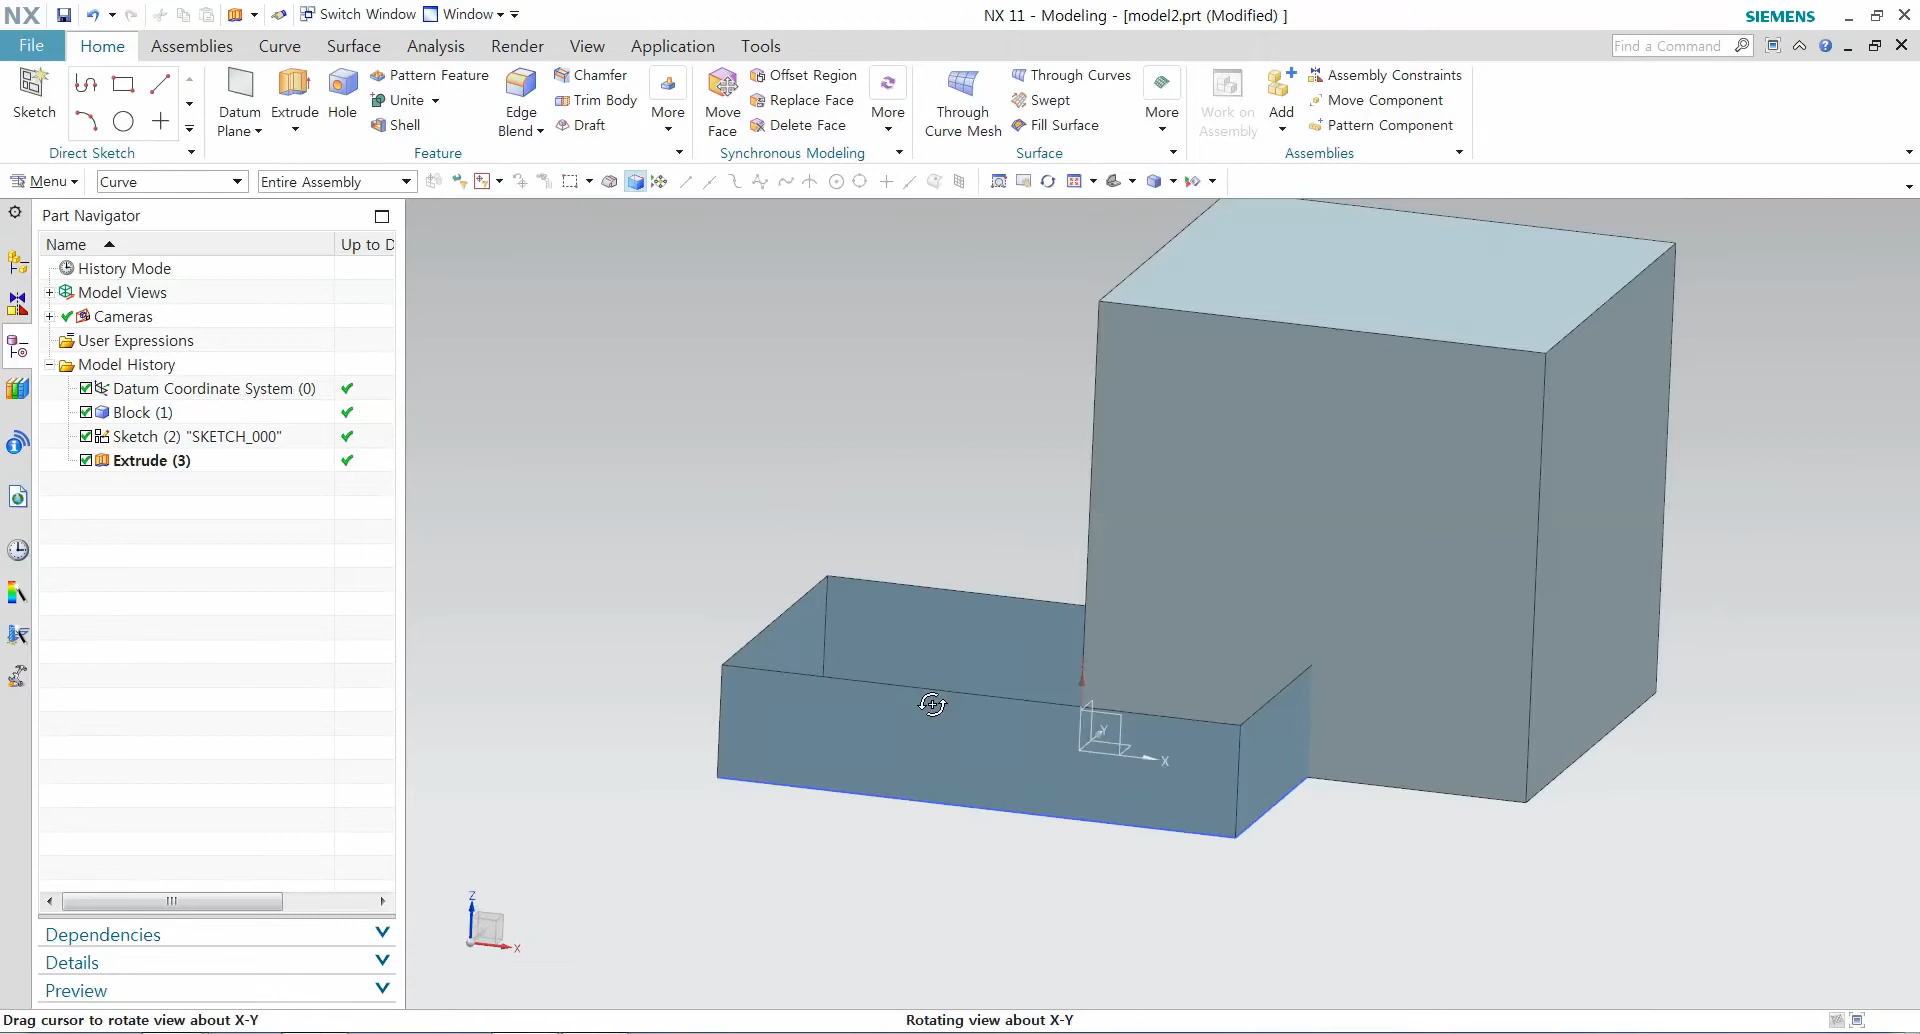 NX Switch Window Window NX 11 - Modeling - [model2.prt (Modified) ] SIEMENS
File Home Assemblies Curve Surface Analysis Render View Application Tools Find a Command
Sketch
Direct Sketch
Datum Plane
Extrude
Hole
Pattern Feature
Unite
Shell
Edge Blend
Chamfer
Trim Body
Draft
More
Feature
Move Face
Offset Region
Replace Face
Delete Face
More
Synchronous Modeling
Through Curve Mesh
Through Curves
Swept
Fill Surface
More
Surface
Work on Assembly
Add
Assembly Constraints
Move Component
Pattern Component
Assemblies
Menu Curve Entire Assembly
Part Navigator
Name Up to D
History Mode
Model Views
Cameras
User Expressions
Model History
Datum Coordinate System (0)
Block (1)
Sketch (2) "SKETCH_000"
Extrude (3)
Dependencies
Details
Preview
Y
X
Z
X
Drag cursor to rotate view about X-Y Rotating view about X-Y